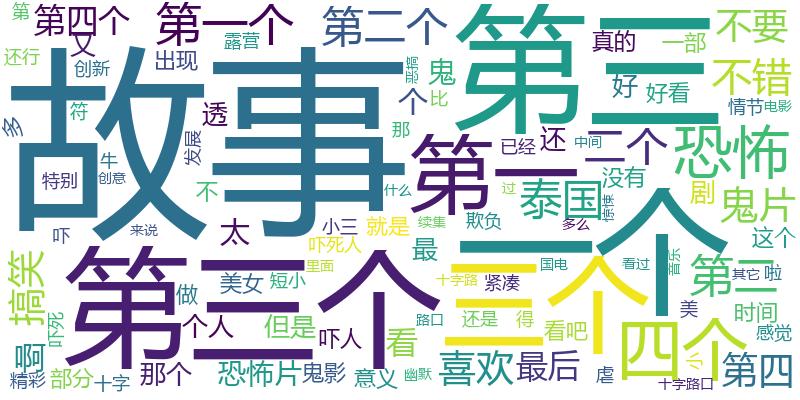 第
第四个
第一个
第二个
第三
不要
还行
又
创新
出现
露营
恶搞
鬼
真的
一部
不错
故事
多
符
透
个
比
好
好看
情节
电影
特别
牛
创意
发展
不
那
第一
已经
还
中间
二个
恐怖
吓
来说
太
小三
就是
什么
欺负
过
泰国
没有
剧
鬼片
多么
这个
吓死人
续集
最
一个
搞笑
第三个
三个
里面
国电
看过
音乐
第二
其它
啦
做
美女
短小
十字路
紧凑
四个
美
时间
啊
吓死
个人
但是
吓人
看
路口
还是
得
看吧
感觉
小
精彩
部分
十字
那个
恐怖片
鬼影
意义
幽默
喜欢
最后
虐
十字路口
第四